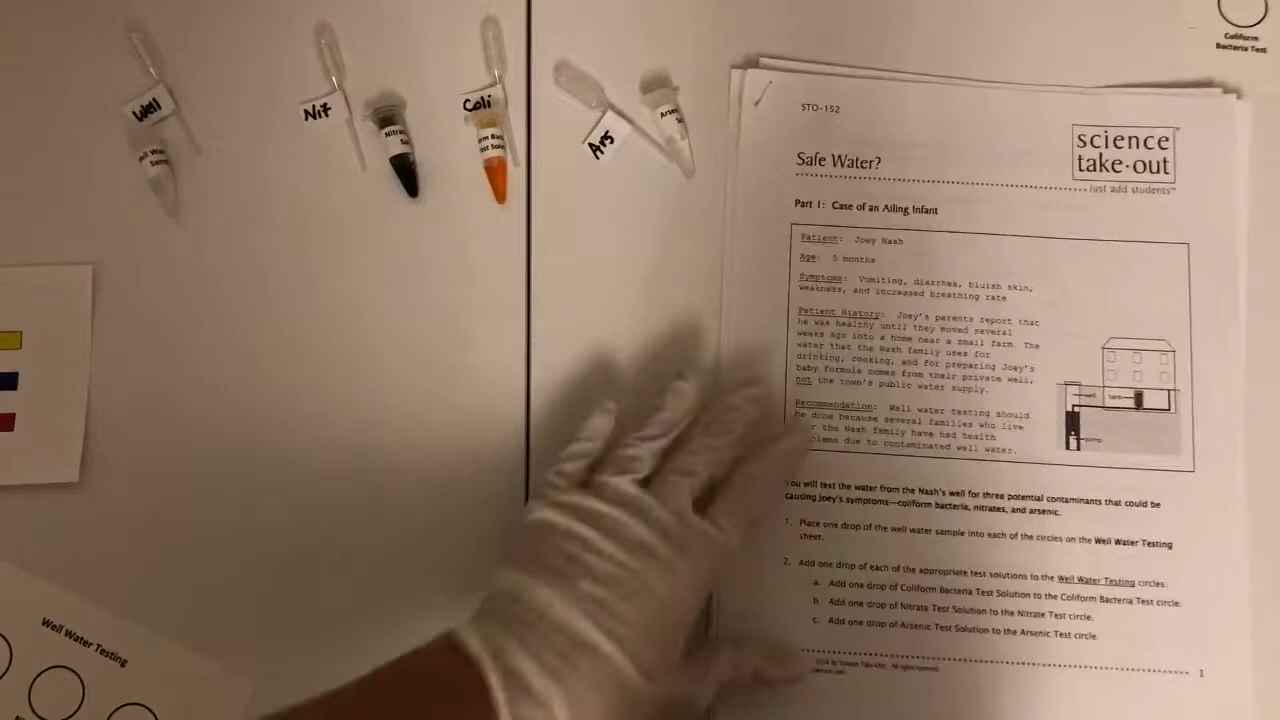 Coliform
Bacteria Test
Well
Nit
Coli
Ars
Nitra
STO-152
science
take·out
just add students™
Safe Water?
Part 1: Case of an Ailing Infant
Patient: Joey Nash
Age: 5 months
Symptoms: Vomiting, diarrhea, bluish skin,
weakness, and increased breathing rate
Patient History: Joey's parents report that
he was healthy until they moved several
weeks ago into a home near a small farm. The
water that the Nash family uses for
drinking, cooking, and for preparing Joey's
baby formula comes from their private well,
not the town's public water supply.
Recommendation: Well water testing should
be done because several families who live
the Nash family have had health
due to contaminated well water.
well
pump
You will test the water from the Nash's well for three potential contaminants that could be
causing Joey's symptoms—coliform bacteria, nitrates, and arsenic.
1. Place one drop of the well water sample into each of the circles on the Well Water Testing
sheet.
2. Add one drop of each of the appropriate test solutions to the Well Water Testing circles:
a. Add one drop of Coliform Bacteria Test Solution to the Coliform Bacteria Test circle.
b. Add one drop of Nitrate Test Solution to the Nitrate Test circle.
c. Add one drop of Arsenic Test Solution to the Arsenic Test circle.
1
Well Water Testing